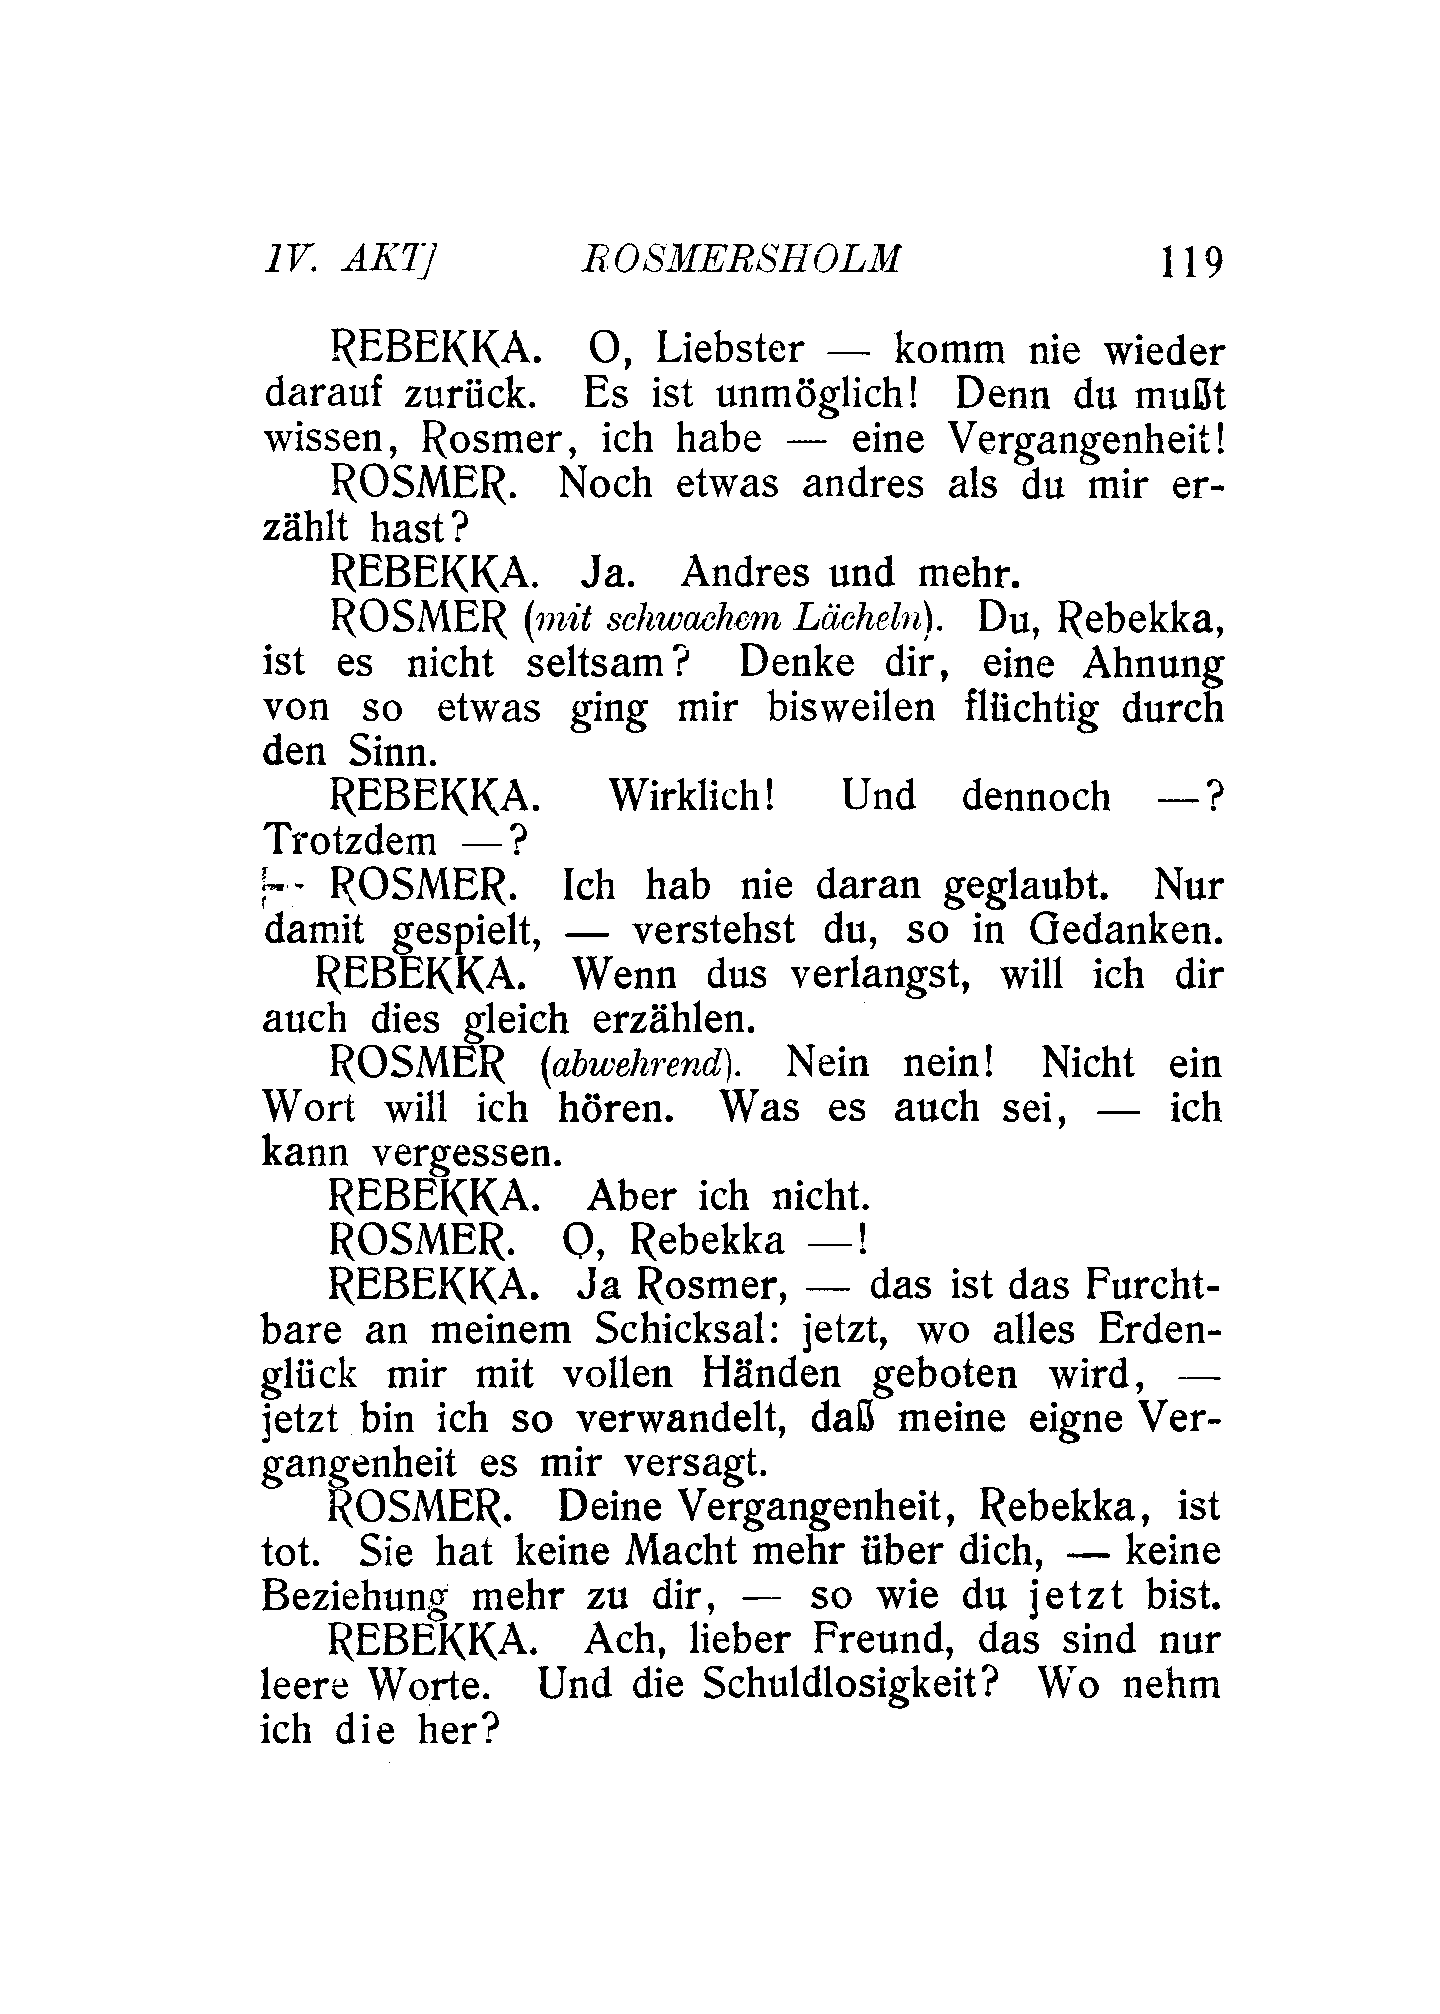 IV. AKT] ROSMERSHOLM 119
REBEKKA. O, Liebster — komm nie wieder
darauf zurück. Es ist unmöglich! Denn du mußt
wissen, Rosmer, ich habe — eine Vergangenheit!
ROSMER. Noch etwas andres als du mir er-
zählt hast?
REBEKKA. Ja. Andres und mehr.
ROSMER (mit schwachem Lächeln). Du, Rebekka,
ist es nicht seltsam? Denke dir, eine Ahnung
von so etwas ging mir bisweilen flüchtig durch
den Sinn.
REBEKKA. Wirklich! Und dennoch —?
Trotzdem —?
ROSMER. Ich hab nie daran geglaubt. Nur
damit gespielt, — verstehst du, so in Gedanken.
REBEKKA. Wenn dus verlangst, will ich dir
auch dies gleich erzählen.
ROSMER (abwehrend). Nein nein! Nicht ein
Wort will ich hören. Was es auch sei, — ich
kann vergessen.
REBEKKA. Aber ich nicht.
ROSMER. O, Rebekka —!
REBEKKA. Ja Rosmer, — das ist das Furcht-
bare an meinem Schicksal: jetzt, wo alles Erden-
glück mir mit vollen Händen geboten wird, —
jetzt bin ich so verwandelt, daß meine eigne Ver-
gangenheit es mir versagt.
ROSMER. Deine Vergangenheit, Rebekka, ist
tot. Sie hat keine Macht mehr über dich, — keine
Beziehung mehr zu dir, — so wie du jetzt bist.
REBEKKA. Ach, lieber Freund, das sind nur
leere Worte. Und die Schuldlosigkeit? Wo nehm
ich die her?